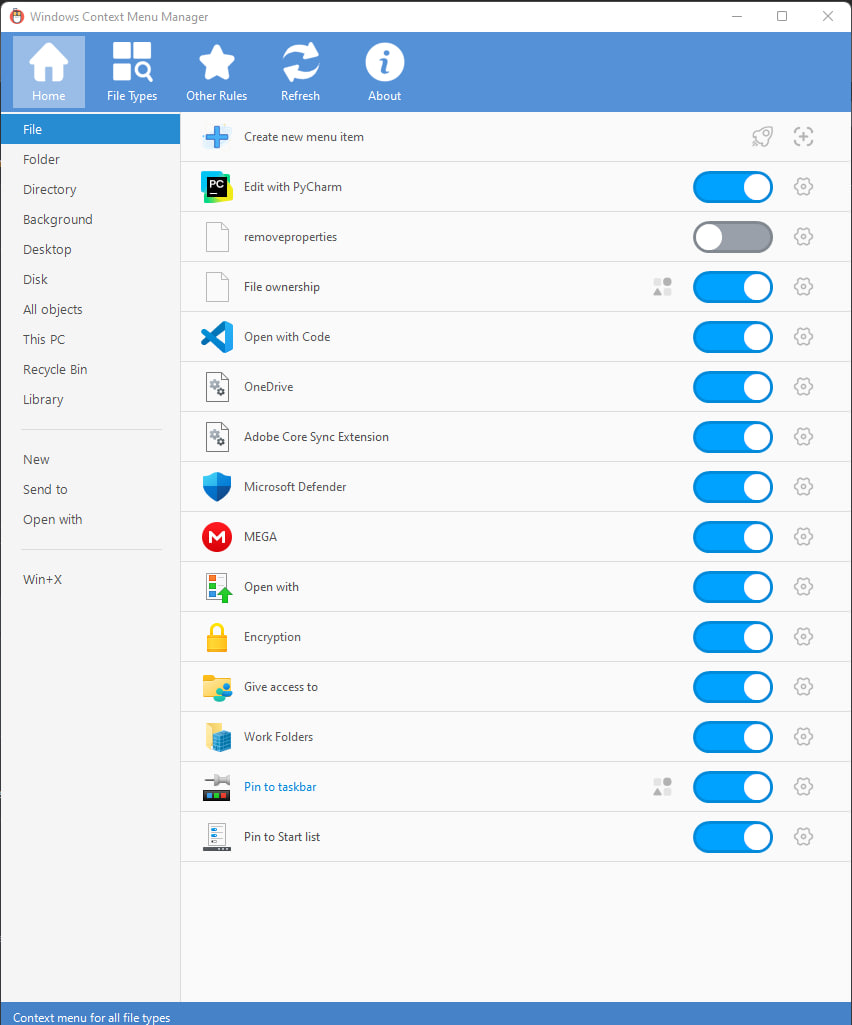 Windows Context Menu Manager
Home
File Types
Other Rules
Refresh
About
File
Folder
Directory
Background
Desktop
Disk
All objects
This PC
Recycle Bin
Library
New
Send to
Open with
Win+X
Create new menu item
PC
Edit with PyCharm
removeproperties
File ownership
Open with Code
OneDrive
Adobe Core Sync Extension
Microsoft Defender
M
MEGA
Open with
Encryption
Give access to
Work Folders
Pin to taskbar
Pin to Start list
Context menu for all file types